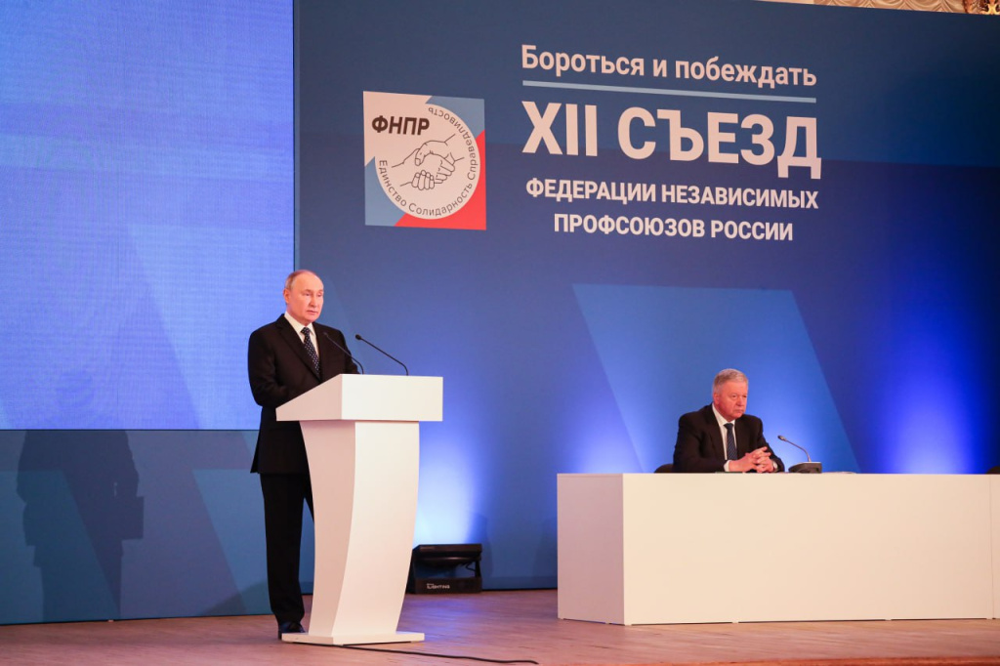 Бороться и побеждать
XII СЪЕЗД
ФЕДЕРАЦИИ НЕЗАВИСИМЫХ
ПРОФСОЮЗОВ РОССИИ
ФНПР
Единство Солидарность Справедливость